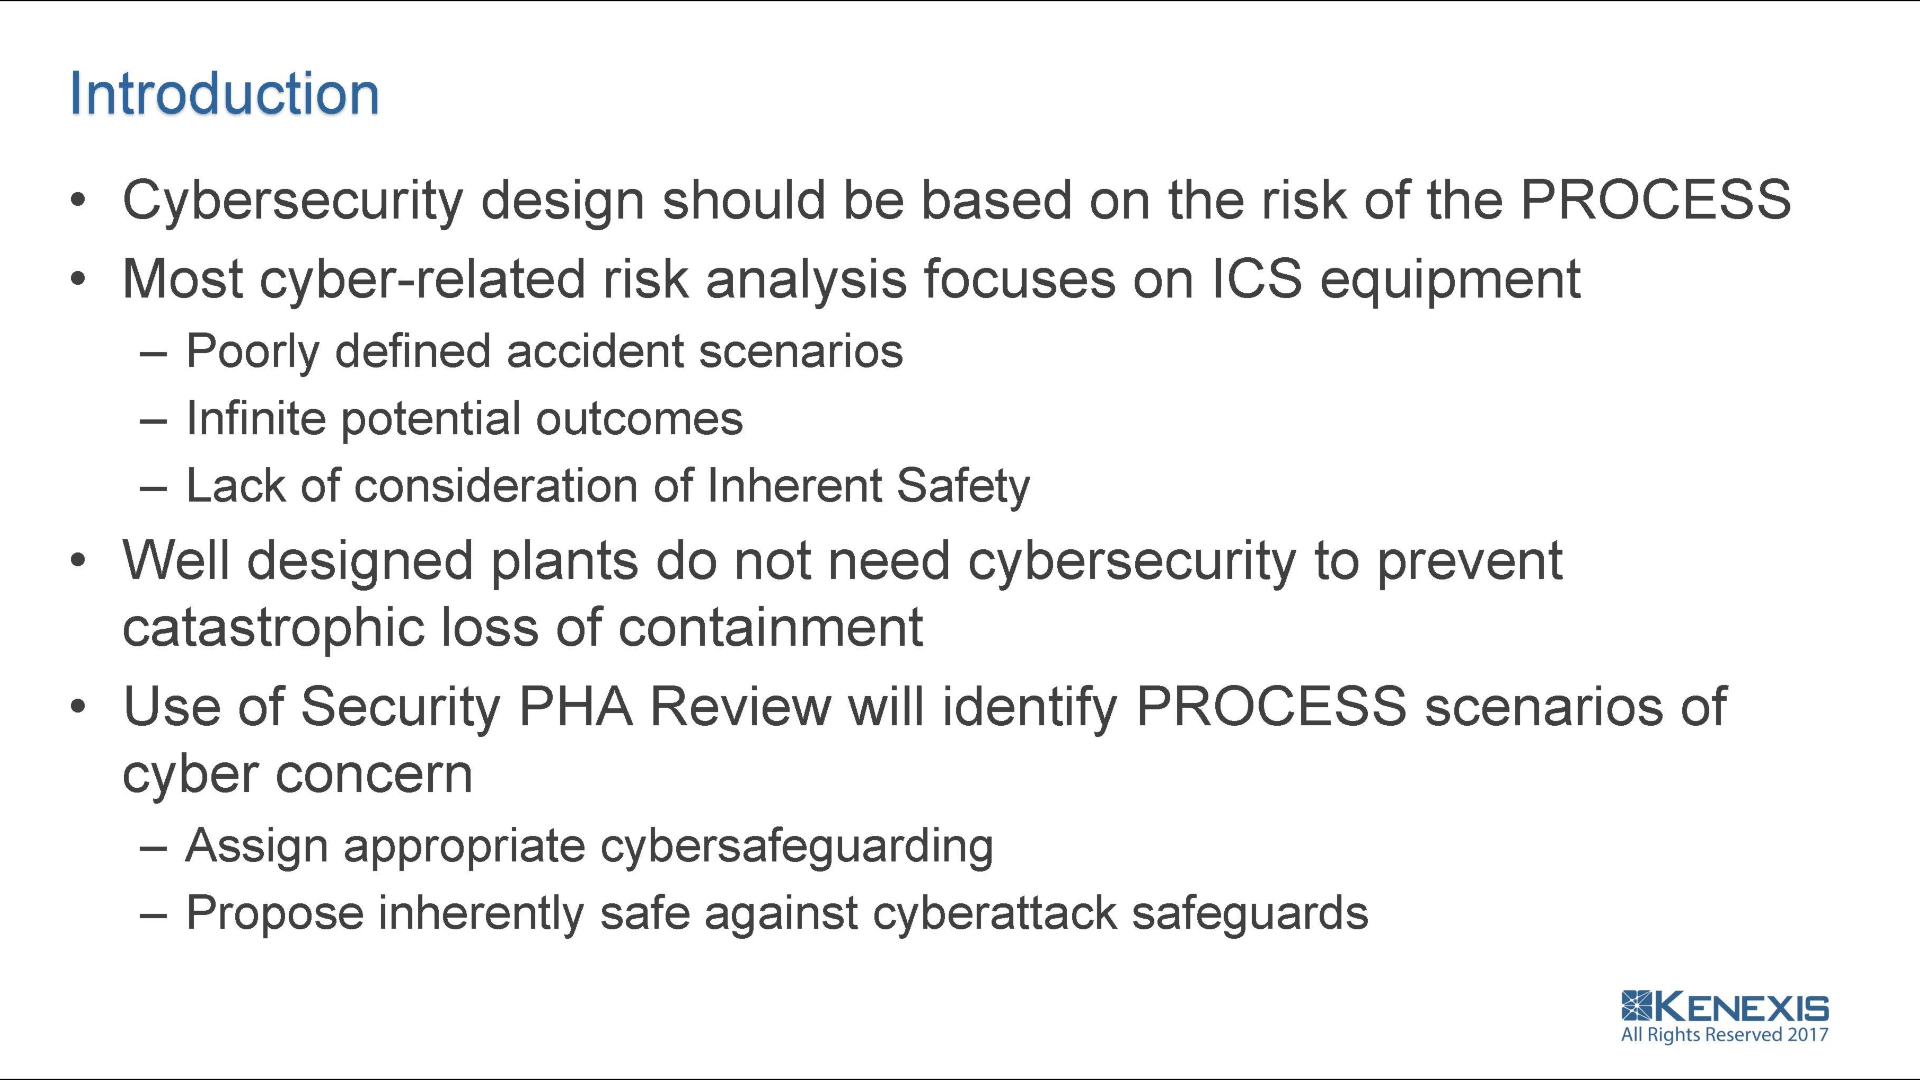 Introduction
• Cybersecurity design should be based on the risk of the PROCESS
• Most cyber-related risk analysis focuses on ICS equipment
– Poorly defined accident scenarios
– Infinite potential outcomes
– Lack of consideration of Inherent Safety
• Well designed plants do not need cybersecurity to prevent
catastrophic loss of containment
• Use of Security PHA Review will identify PROCESS scenarios of
cyber concern
– Assign appropriate cybersafeguarding
– Propose inherently safe against cyberattack safeguards
KENEXIS
All Rights Reserved 2017